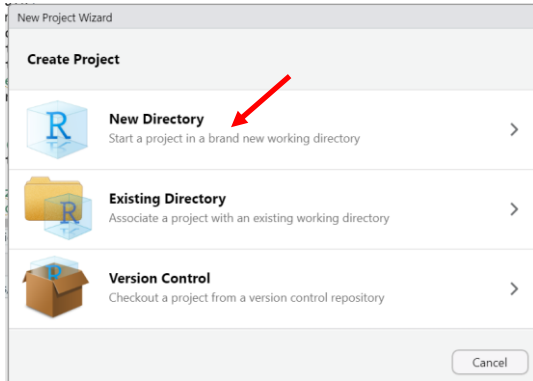 New Project Wizard
Create Project
New Directory
Start a project in a brand new working directory
Existing Directory
Associate a project with an existing working directory
Version Control
Checkout a project from a version control repository
Cancel